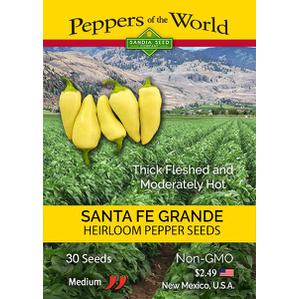 Peppers of the World
SANDIA SEED
COMPANY
Thick Fleshed and
Moderately Hot
SANTA FE GRANDE
HEIRLOOM PEPPER SEEDS
30 Seeds
Non-GMO
$2.49
Medium
New Mexico, U.S.A.